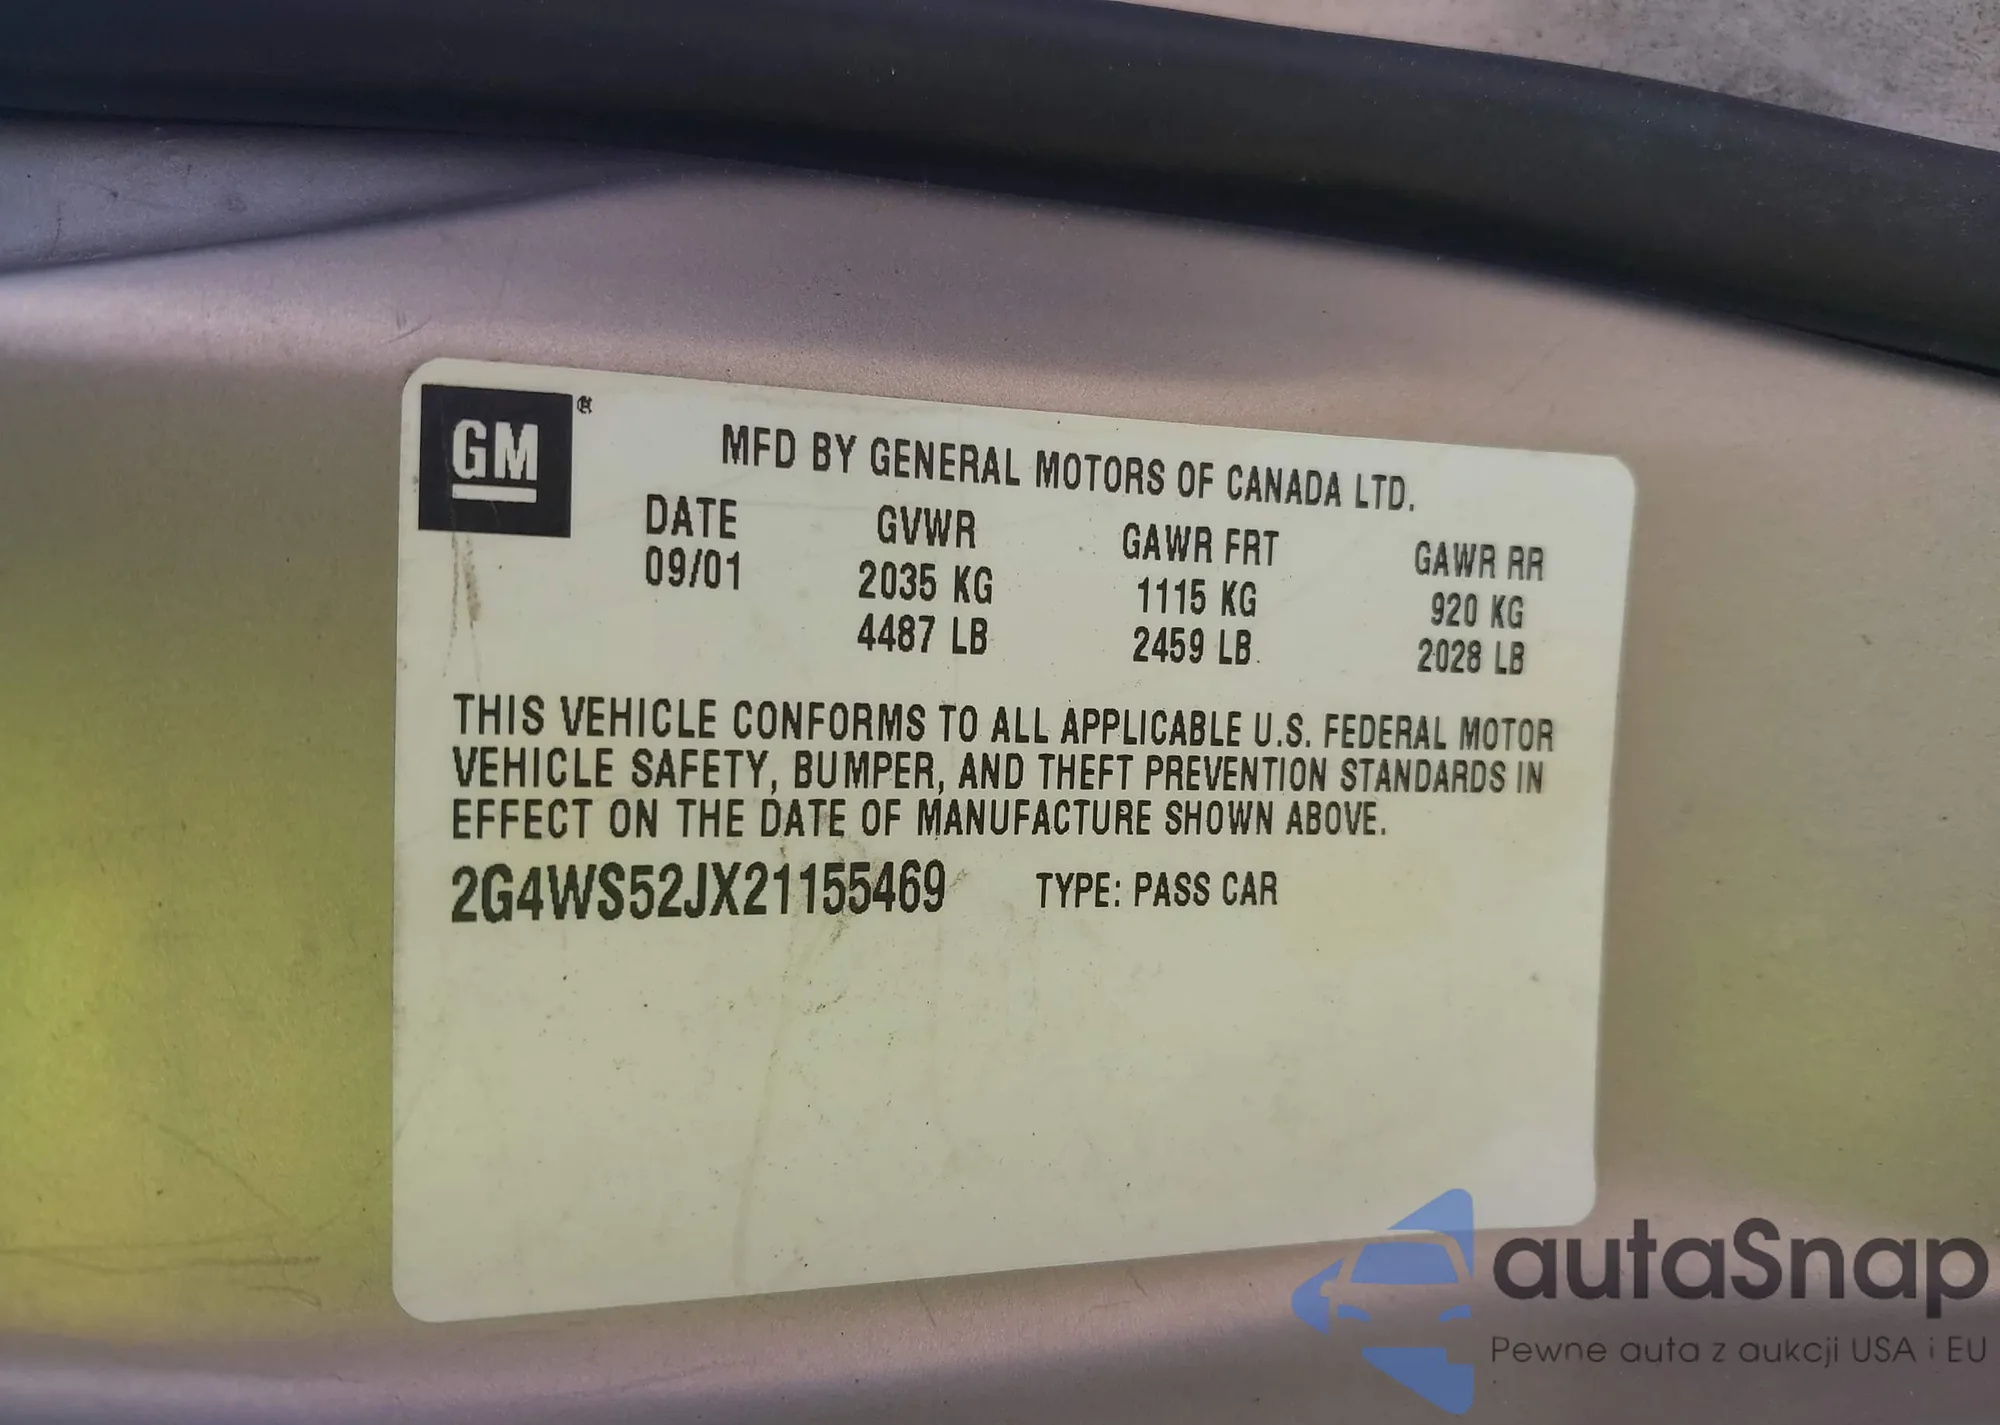 GM ®
MFD BY GENERAL MOTORS OF CANADA LTD.
DATE GVWR GAWR FRT GAWR RR
09/01 2035 KG 1115 KG 920 KG
4487 LB 2459 LB 2028 LB
THIS VEHICLE CONFORMS TO ALL APPLICABLE U.S. FEDERAL MOTOR
VEHICLE SAFETY, BUMPER, AND THEFT PREVENTION STANDARDS IN
EFFECT ON THE DATE OF MANUFACTURE SHOWN ABOVE.
2G4WS52JX21155469 TYPE: PASS CAR
autaSnap
Pewne auta z aukcji USA i EU